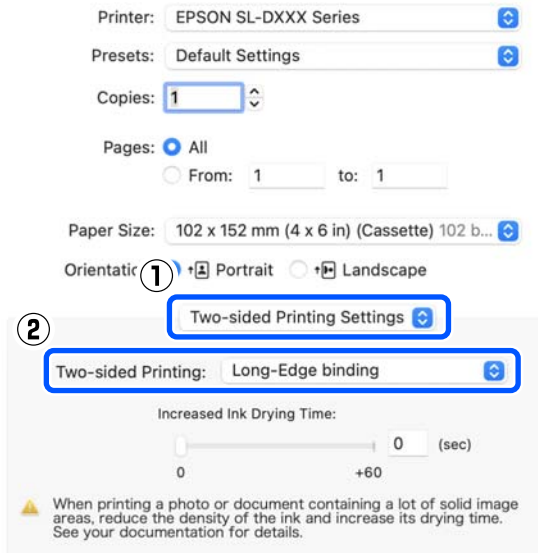 Printer: EPSON SL-DXXX Series
Presets: Default Settings
Copies: 1
Pages: All
From: 1 to: 1
Paper Size: 102 x 152 mm (4 x 6 in) (Cassette) 102 b...
Orientatic Portrait Landscape
1
Two-sided Printing Settings
2
Two-sided Printing: Long-Edge binding
Increased Ink Drying Time:
0 (sec)
0 +60
When printing a photo or document containing a lot of solid image
areas, reduce the density of the ink and increase its drying time.
See your documentation for details.